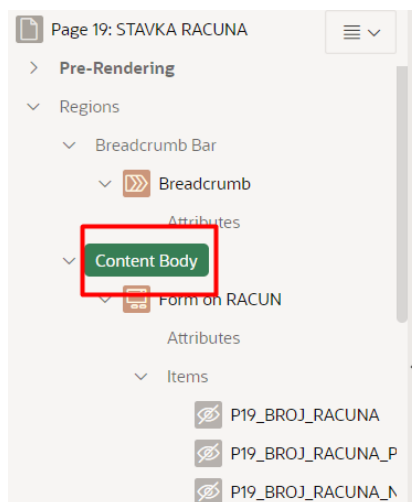 Page 19: STAVKA RACUNA
Pre-Rendering
Regions
Breadcrumb Bar
Breadcrumb
Attributes
Content Body
Form on RACUN
Attributes
Items
P19_BROJ_RACUNA
P19_BROJ_RACUNA_P
P19_BROJ_RACUNA_N